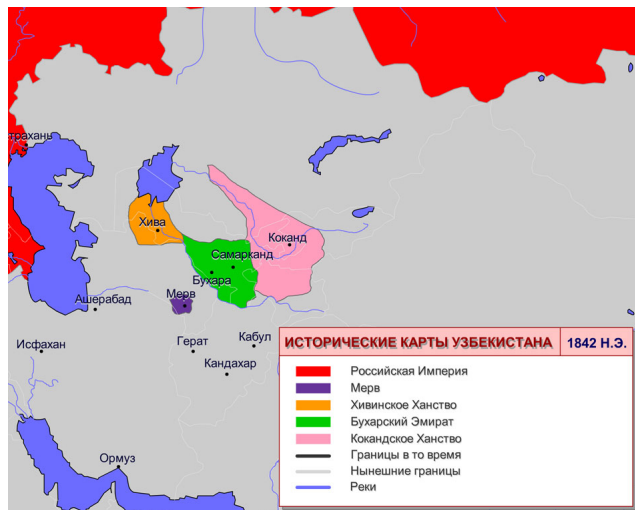 трахань
Хива
Коканд
Самарканд
Бухара
Мерв
Ашерабад
Исфахан
Герат
Кабул
Кандахар
Ормуз
ИСТОРИЧЕСКИЕ КАРТЫ УЗБЕКИСТАНА 1842 Н.Э.
Российская Империя
Мерв
Хивинское Ханство
Бухарский Эмират
Кокандское Ханство
Границы в то время
Нынешние границы
Реки